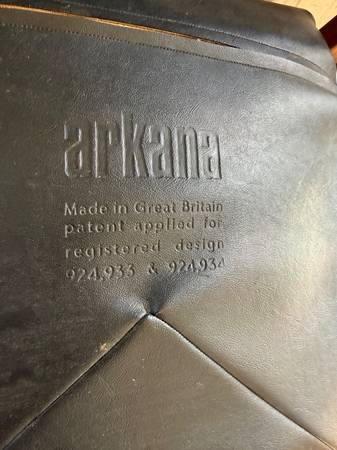 arkana
Made in Great Britain
patent applied for
registered design
924,933 & 924,934